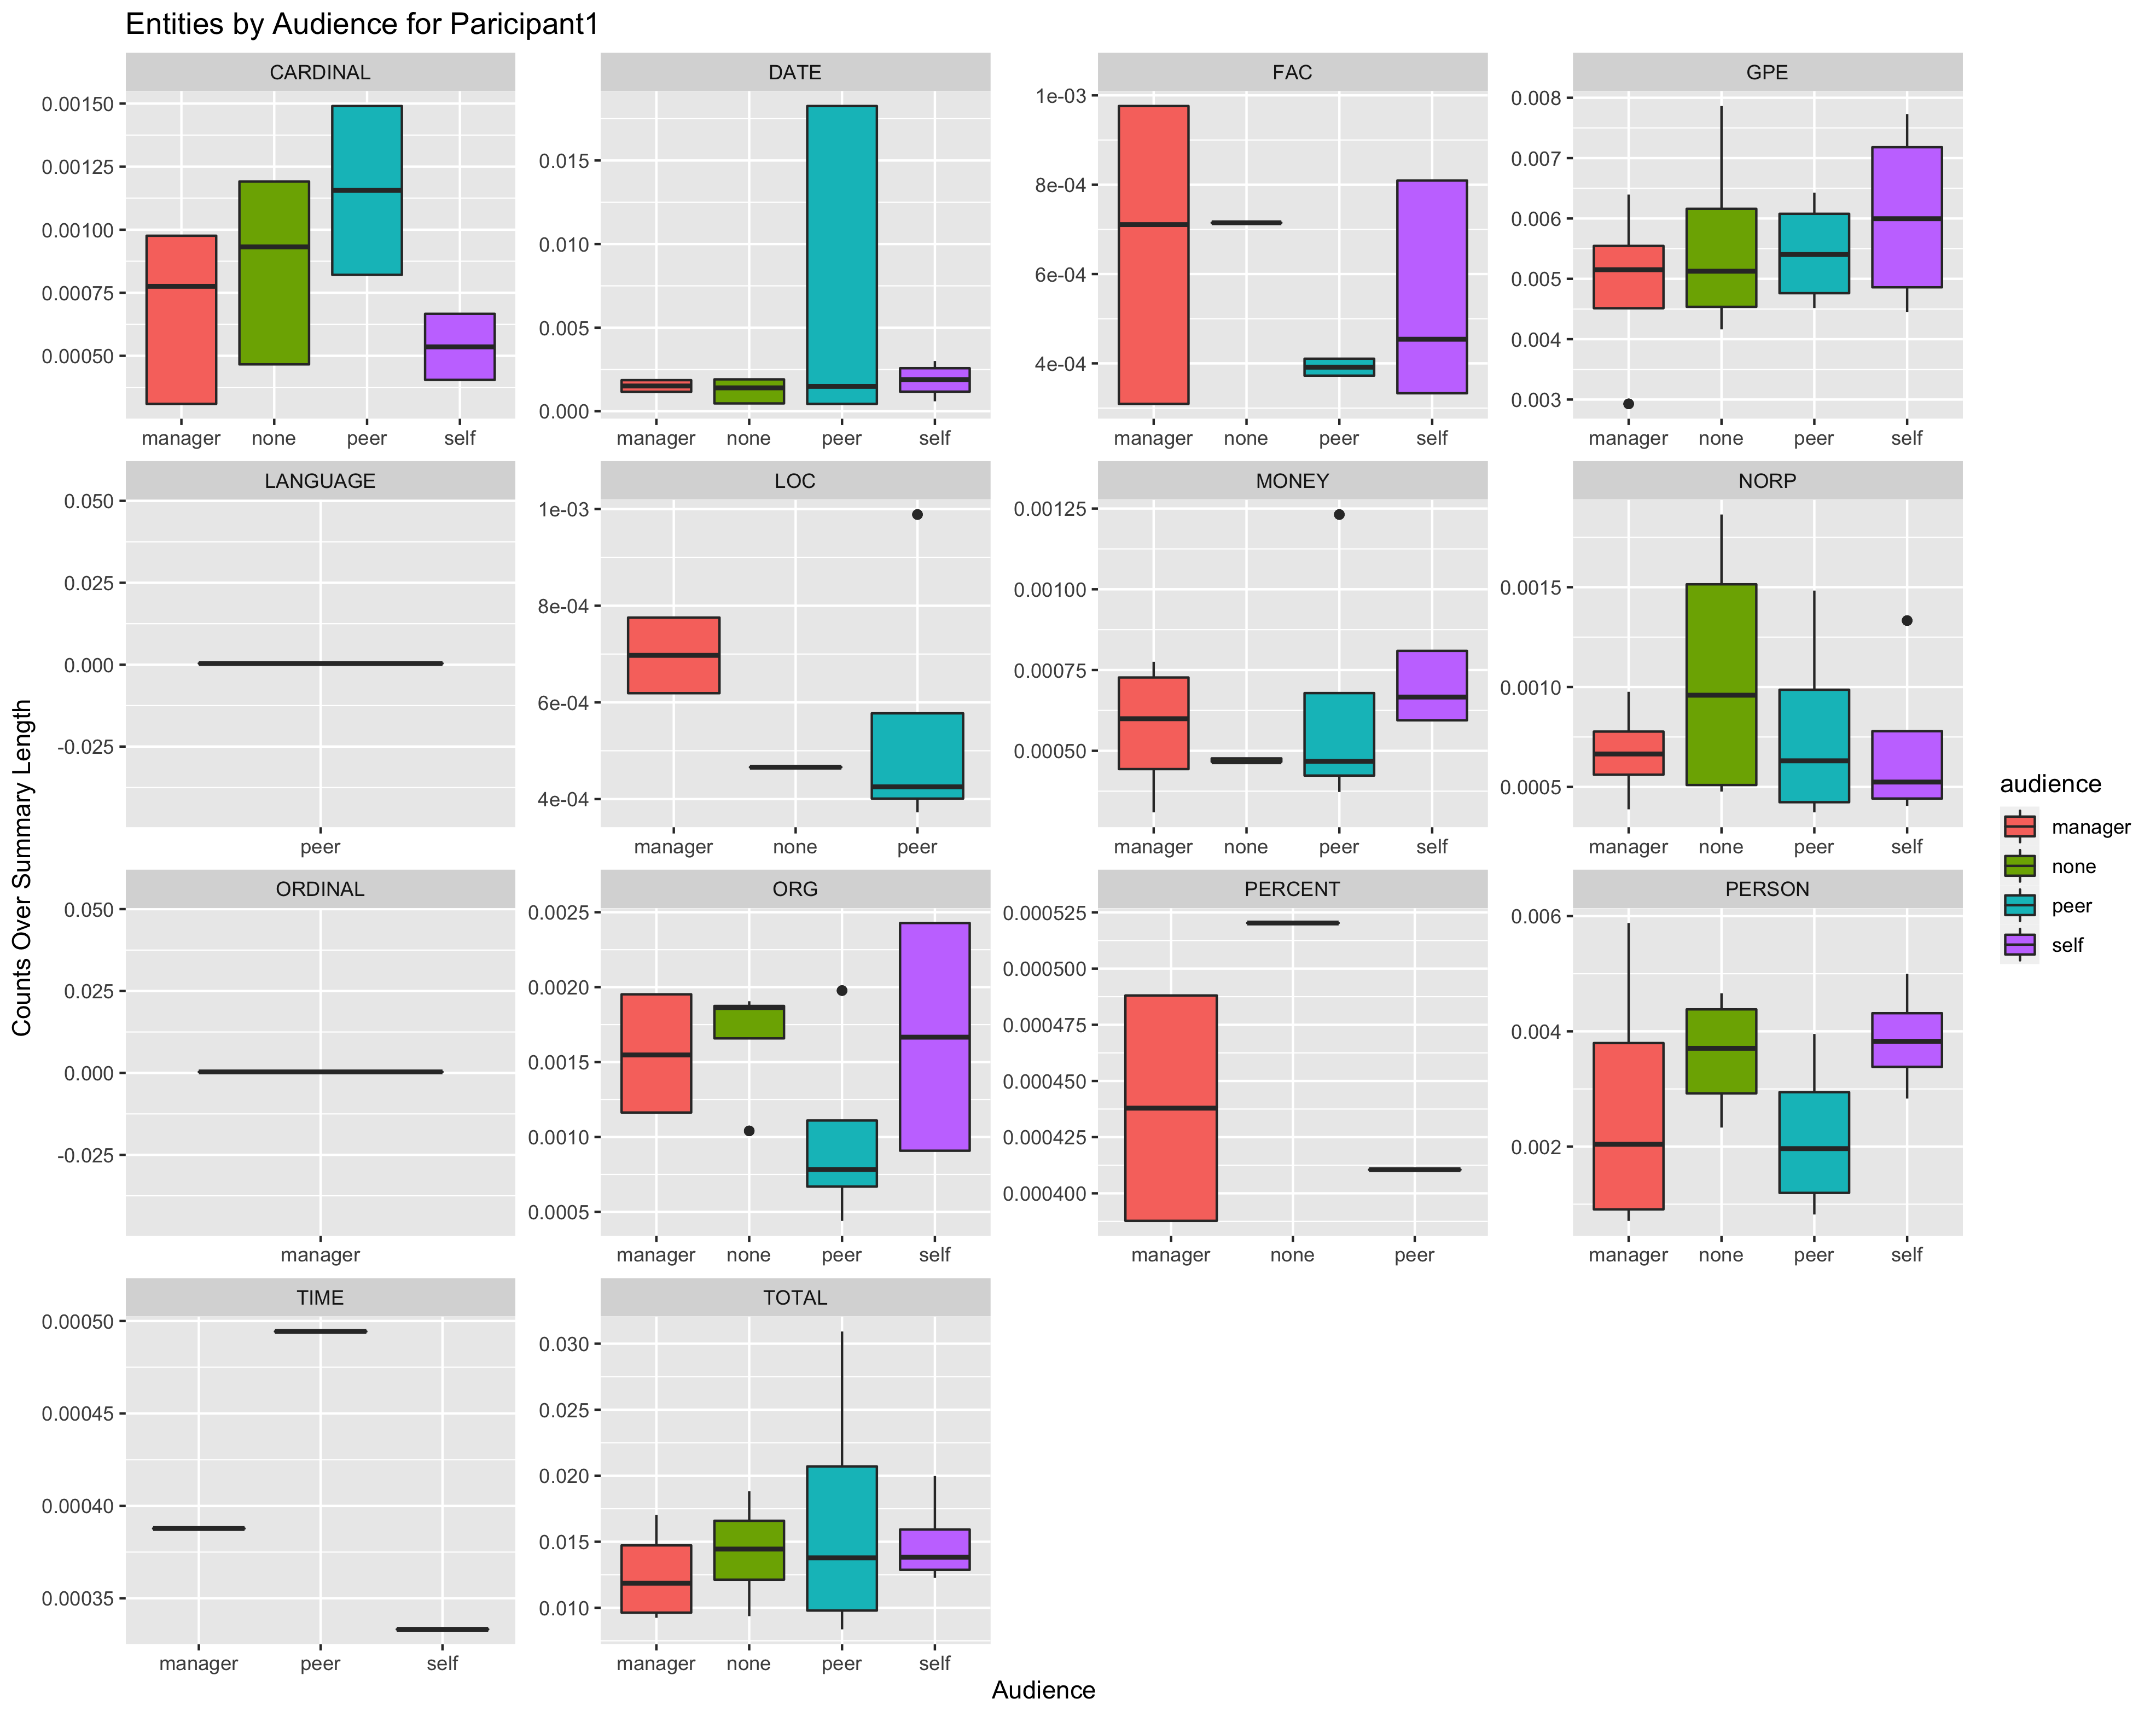 Entities by Audience for Paricipant1
CARDINAL
0.00150
0.00125
0.00100
0.00075
0.00050
manager none peer self
DATE
0.015
0.010
0.005
0.000
manager none peer self
FAC
1e-03
8e-04
6e-04
4e-04
manager none peer self
GPE
0.008
0.007
0.006
0.005
0.004
0.003
manager none peer self
LANGUAGE
0.050
0.025
0.000
-0.025
peer
LOC
1e-03
8e-04
6e-04
4e-04
manager none peer
MONEY
0.00125
0.00100
0.00075
0.00050
manager none peer self
NORP
0.0015
0.0010
0.0005
manager none peer self
ORDINAL
0.050
0.025
0.000
-0.025
manager
ORG
0.0025
0.0020
0.0015
0.0010
0.0005
manager none peer self
PERCENT
0.000525
0.000500
0.000475
0.000450
0.000425
0.000400
manager none peer
PERSON
0.006
0.004
0.002
manager none peer self
TIME
0.00050
0.00045
0.00040
0.00035
manager peer self
TOTAL
0.030
0.025
0.020
0.015
0.010
manager none peer self
Counts Over Summary Length
Audience
audience
manager
none
peer
self